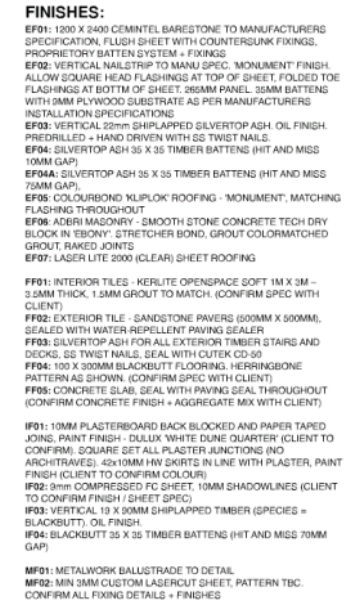 FINISHES:
EF01: 1200 X 2400 CEMINTEL BARESTONE TO MANUFACTURERS
SPECIFICATION, FLUSH SHEET WITH COUNTERSUNK FIXINGS,
PROPRIETORY BATTEN SYSTEM + FIXINGS
EF02: VERTICAL NAILSTRIP TO MANU SPEC. 'MONUMENT' FINISH.
ALLOW SQUARE HEAD FLASHINGS AT TOP OF SHEET, FOLDED TOE
FLASHINGS AT BOTTM OF SHEET. 265MM PANEL. 35MM BATTENS
WITH 9MM PLYWOOD SUBSTRATE AS PER MANUFACTURERS
INSTALLATION SPECIFICATIONS
EF03: VERTICAL 22mm SHIPLAPPED SILVERTOP ASH. OIL FINISH.
PREDRILLED + HAND DRIVEN WITH SS TWIST NAILS.
EF04: SILVERTOP ASH 35 X 35 TIMBER BATTENS (HIT AND MISS
10MM GAP)
EF04A: SILVERTOP ASH 35 X 35 TIMBER BATTENS (HIT AND MISS
75MM GAP),
EF05: COLOURBOND 'KLIPLOK' ROOFING - 'MONUMENT', MATCHING
FLASHING THROUGHOUT
EF06: ADBRI MASONRY - SMOOTH STONE CONCRETE TECH DRY
BLOCK IN 'EBONY'. STRETCHER BOND, GROUT COLORMATCHED
GROUT, RAKED JOINTS
EF07: LASER LITE 2000 (CLEAR) SHEET ROOFING
FF01: INTERIOR TILES - KERLITE OPENSPACE SOFT 1M X 3M –
3.5MM THICK, 1.5MM GROUT TO MATCH. (CONFIRM SPEC WITH
CLIENT)
FF02: EXTERIOR TILE - SANDSTONE PAVERS (500MM X 500MM),
SEALED WITH WATER-REPELLENT PAVING SEALER
FF03: SILVERTOP ASH FOR ALL EXTERIOR TIMBER STAIRS AND
DECKS, SS TWIST NAILS, SEAL WITH CUTEK CD-50
FF04: 100 X 300MM BLACKBUTT FLOORING. HERRINGBONE
PATTERN AS SHOWN. (CONFIRM SPEC WITH CLIENT)
FF05: CONCRETE SLAB, SEAL WITH PAVING SEAL THROUGHOUT
(CONFIRM CONCRETE FINISH + AGGREGATE MIX WITH CLIENT)
IF01: 10MM PLASTERBOARD BACK BLOCKED AND PAPER TAPED
JOINS, PAINT FINISH - DULUX 'WHITE DUNE QUARTER' (CLIENT TO
CONFIRM). SQUARE SET ALL PLASTER JUNCTIONS (NO
ARCHITRAVES). 42x10MM HW SKIRTS IN LINE WITH PLASTER, PAINT
FINISH (CLIENT TO CONFIRM COLOUR)
IF02: 9mm COMPRESSED FC SHEET, 10MM SHADOWLINES (CLIENT
TO CONFIRM FINISH / SHEET SPEC)
IF03: VERTICAL 19 X 90MM SHIPLAPPED TIMBER (SPECIES =
BLACKBUTT). OIL FINISH.
IF04: BLACKBUTT 35 X 35 TIMBER BATTENS (HIT AND MISS 70MM
GAP)
MF01: METALWORK BALUSTRADE TO DETAIL
MF02: MIN 3MM CUSTOM LASERCUT SHEET, PATTERN TBC.
CONFIRM ALL FIXING DETAILS + FINISHES